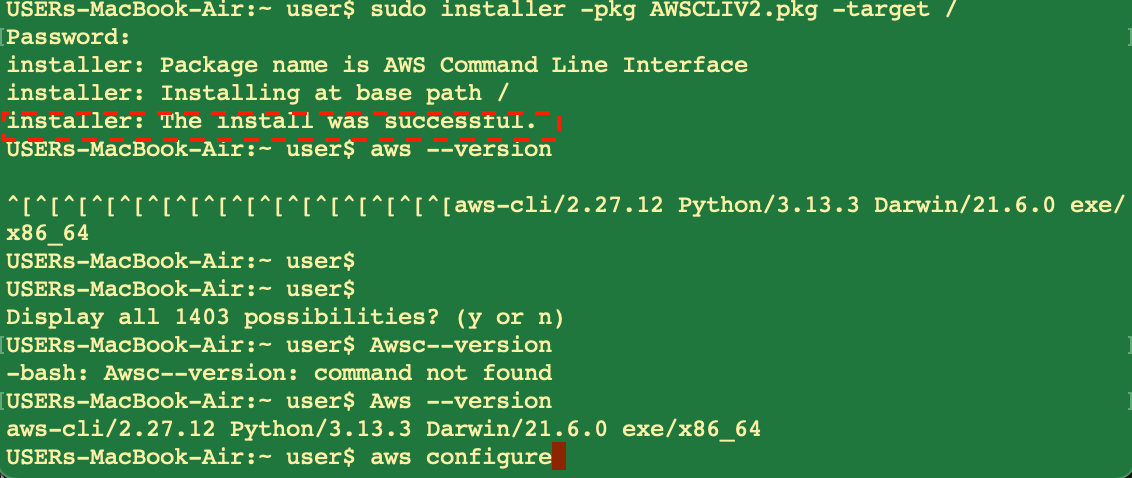 USERs-MacBook-Air:~ user$ sudo installer -pkg AWSCLIV2.pkg -target /
[Password:
installer: Package name is AWS Command Line Interface
installer: Installing at base path /
installer: The install was successful.
USERs-MacBook-Air:~ user$ aws --version
^[^[^[^[^[^[^[^[^[^[^[^[^[^[^[^[aws-cli/2.27.12 Python/3.13.3 Darwin/21.6.0 exe/
x86_64
USERs-MacBook-Air:~ user$
USERs-MacBook-Air:~ user$
Display all 1403 possibilities? (y or n)
[USERs-MacBook-Air:~ user$ Awsc--version ]
-bash: Awsc--version: command not found
[USERs-MacBook-Air:~ user$ Aws --version ]
aws-cli/2.27.12 Python/3.13.3 Darwin/21.6.0 exe/x86_64
USERs-MacBook-Air:~ user$ aws configure